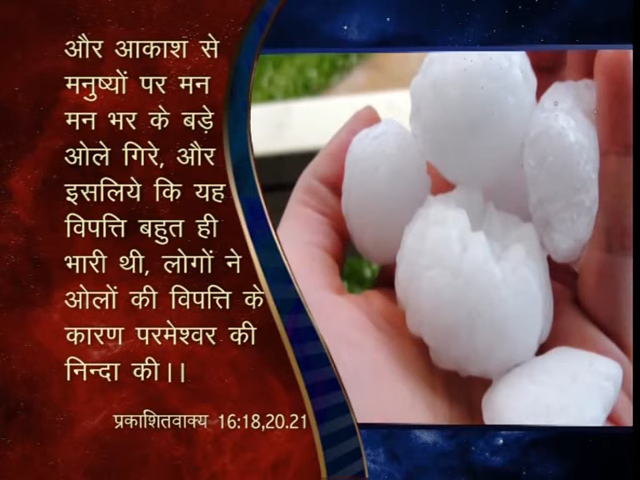 और आकाश से
मनुष्यों पर मन
मन भर के बड़े
ओले गिरे, और
इसलिये कि यह
विपत्ति बहुत ही
भारी थी, लोगों ने
ओलों की विपत्ति के
कारण परमेश्वर की
निन्दा की।।
प्रकाशितवाक्य 16:18,20.21